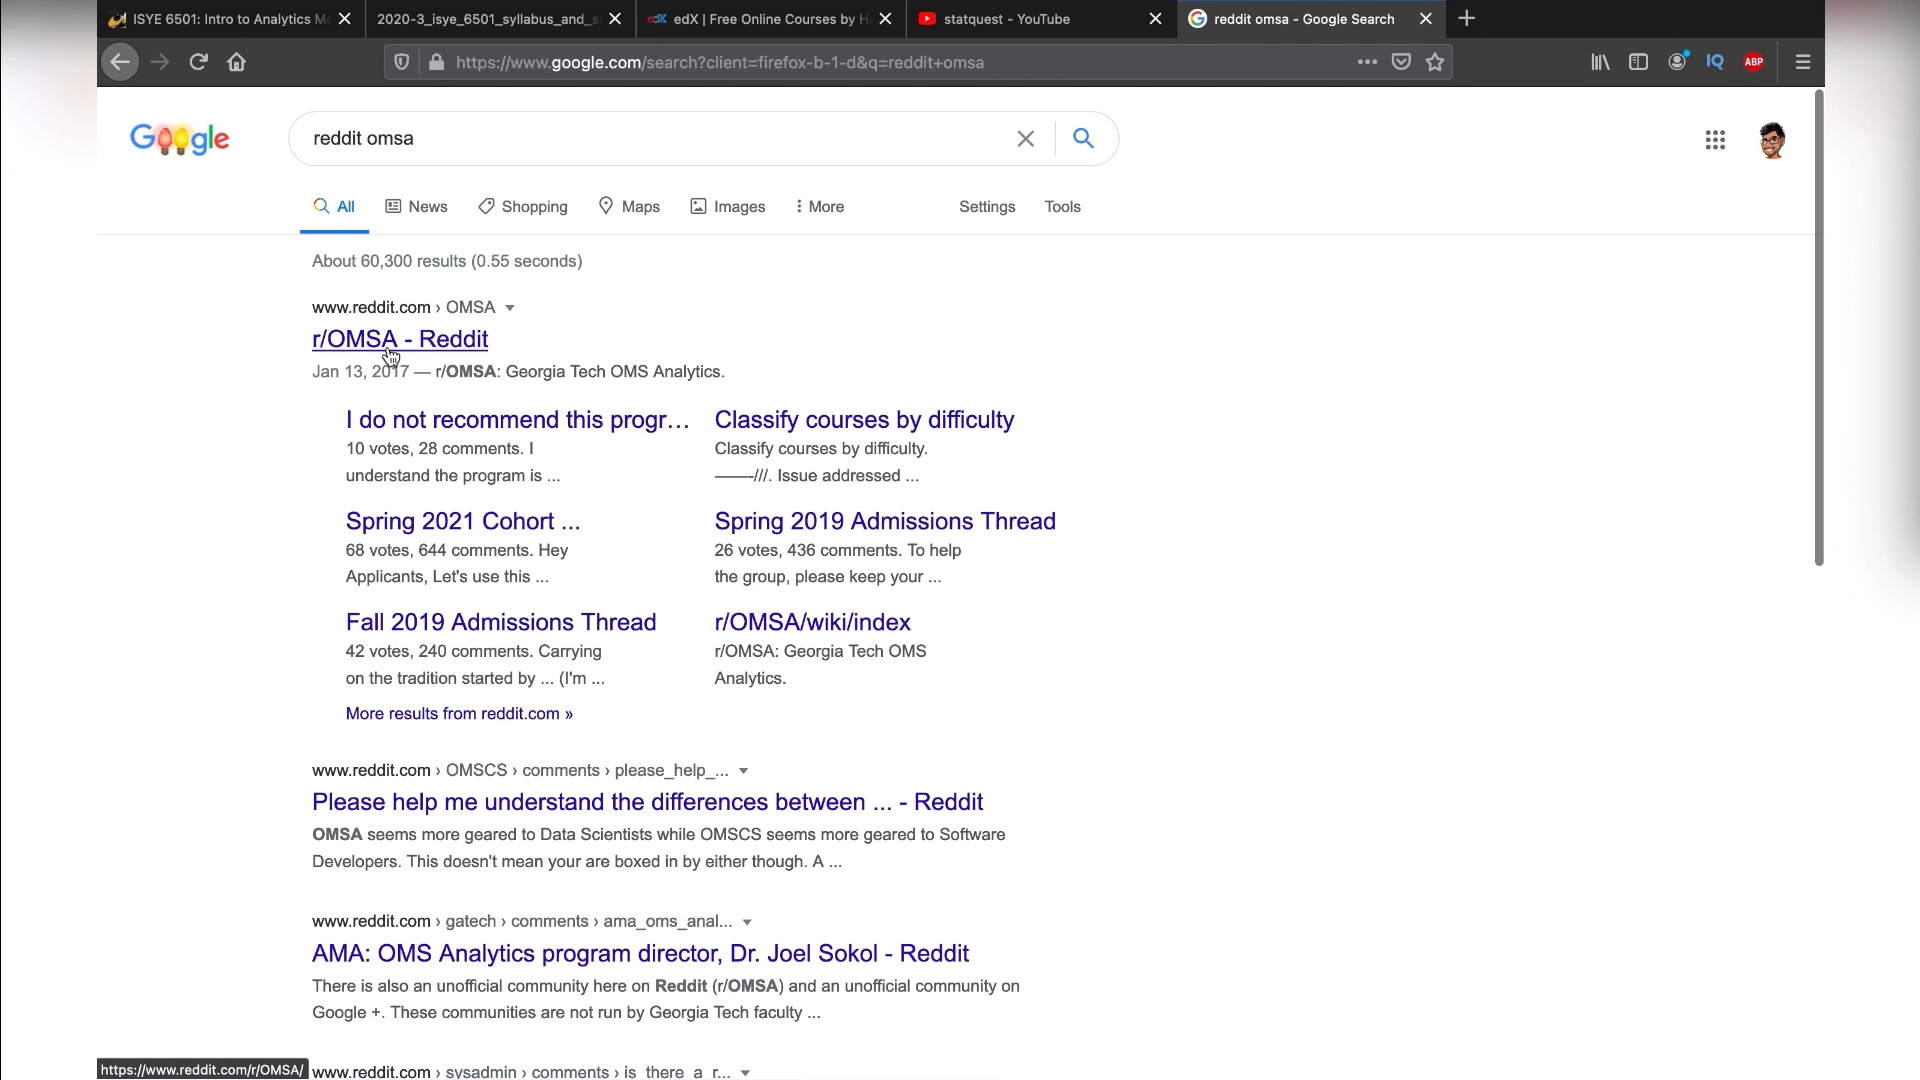 ISYE 6501: Intro to Analytics Mo
2020-3_isye_6501_syllabus_and_s
edX | Free Online Courses by H
statquest - YouTube
reddit omsa - Google Search
https://www.google.com/search?client=firefox-b-1-d&q=reddit+omsa
IQ
ABP
Google
reddit omsa
All
News
Shopping
Maps
Images
More
Settings
Tools
About 60,300 results (0.55 seconds)
www.reddit.com › OMSA
r/OMSA - Reddit
Jan 13, 2017 — r/OMSA: Georgia Tech OMS Analytics.
I do not recommend this progr...
10 votes, 28 comments. I
understand the program is ...
Classify courses by difficulty
Classify courses by difficulty.
——-///. Issue addressed ...
Spring 2021 Cohort ...
68 votes, 644 comments. Hey
Applicants, Let's use this ...
Spring 2019 Admissions Thread
26 votes, 436 comments. To help
the group, please keep your ...
Fall 2019 Admissions Thread
42 votes, 240 comments. Carrying
on the tradition started by ... (I'm ...
r/OMSA/wiki/index
r/OMSA: Georgia Tech OMS
Analytics.
More results from reddit.com »
www.reddit.com › OMSCS › comments › please_help_...
Please help me understand the differences between ... - Reddit
OMSA seems more geared to Data Scientists while OMSCS seems more geared to Software
Developers. This doesn't mean your are boxed in by either though. A ...
www.reddit.com › gatech › comments › ama_oms_anal...
AMA: OMS Analytics program director, Dr. Joel Sokol - Reddit
There is also an unofficial community here on Reddit (r/OMSA) and an unofficial community on
Google +. These communities are not run by Georgia Tech faculty ...
https://www.reddit.com/r/OMSA/
www.reddit.com › sysadmin › comments › is_there_a_r...